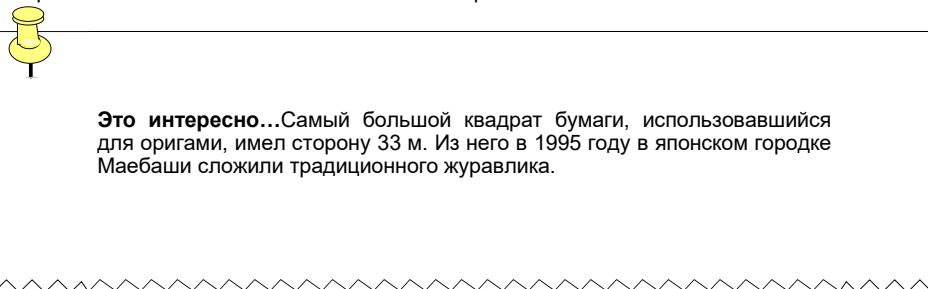 Это интересно…Самый большой квадрат бумаги, использовавшийся
для оригами, имел сторону 33 м. Из него в 1995 году в японском городке
Маебаши сложили традиционного журавлика.